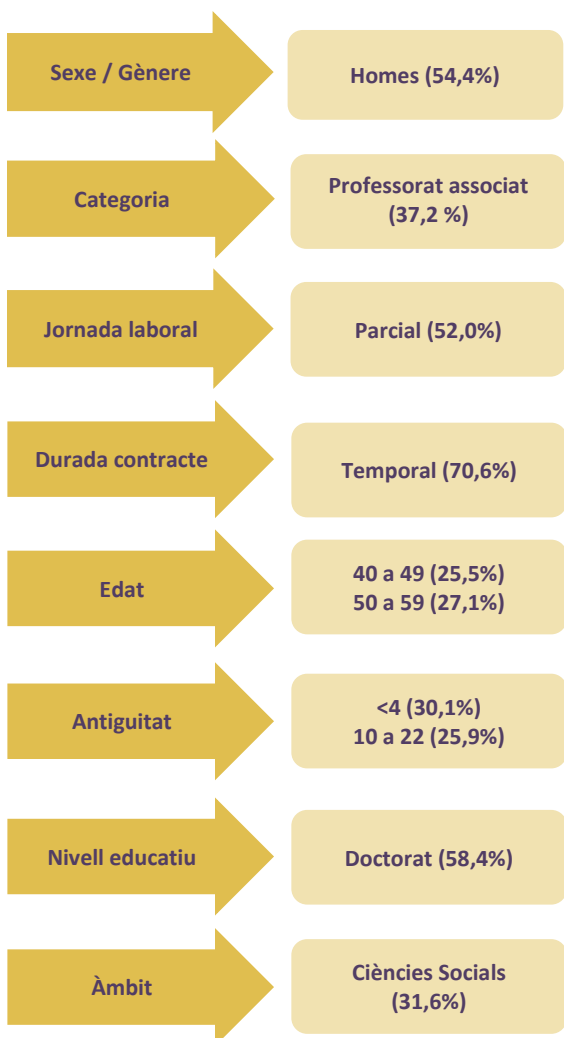 Sexe / Gènere
Homes (54,4%)
Categoria
Professorat associat
(37,2 %)
Jornada laboral
Parcial (52,0%)
Durada contracte
Temporal (70,6%)
Edat
40 a 49 (25,5%)
50 a 59 (27,1%)
Antiguitat
<4 (30,1%)
10 a 22 (25,9%)
Nivell educatiu
Doctorat (58,4%)
Àmbit
Ciències Socials
(31,6%)